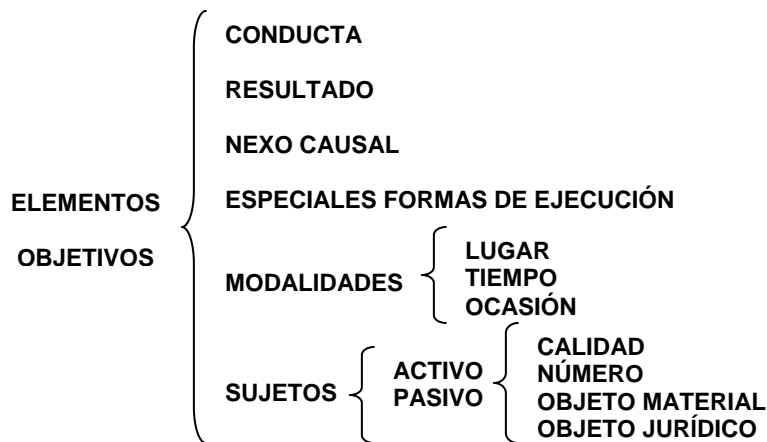 CONDUCTA
RESULTADO
NEXO CAUSAL
ELEMENTOS
OBJETIVOS
ESPECIALES FORMAS DE EJECUCIÓN
MODALIDADES
LUGAR
TIEMPO
OCASIÓN
SUJETOS
ACTIVO
PASIVO
CALIDAD
NÚMERO
OBJETO MATERIAL
OBJETO JURÍDICO